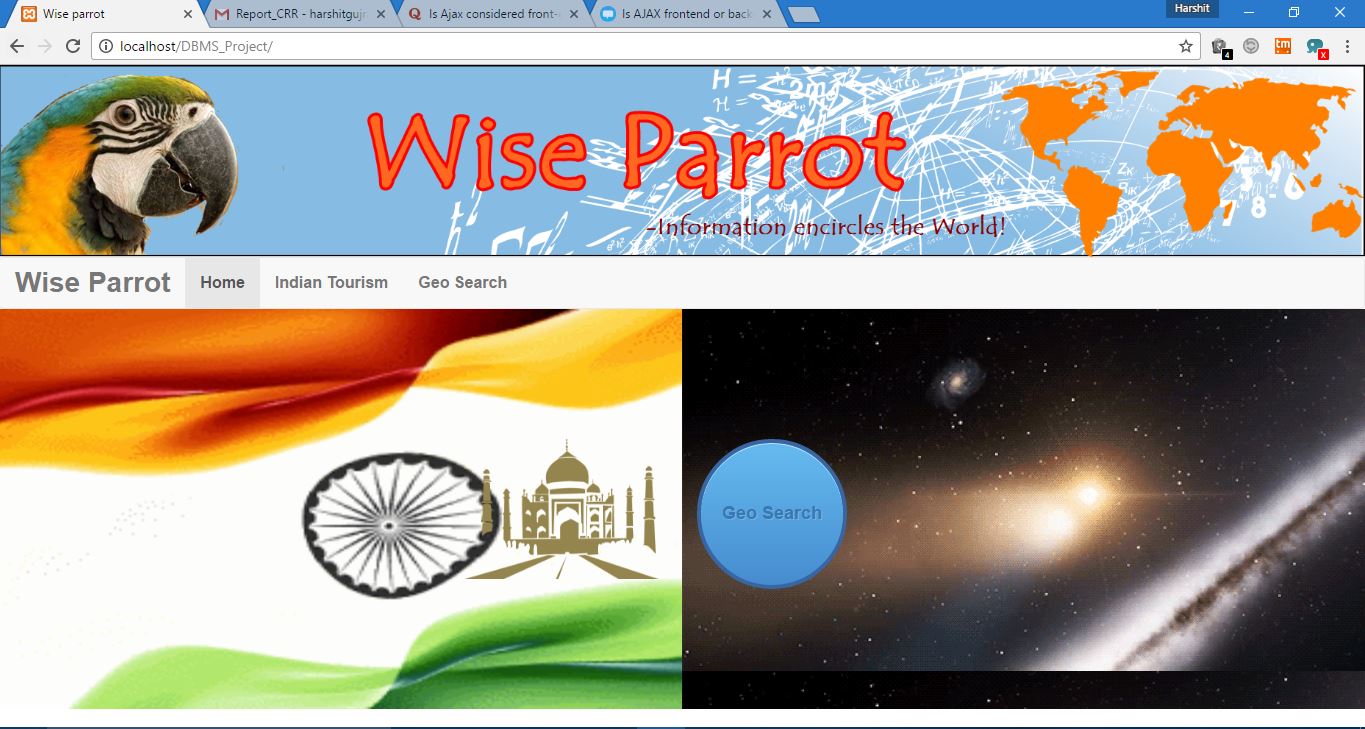 Wise parrot
Report_CRR - harshitguj
Is Ajax considered front-
Is AJAX frontend or back
Harshit
localhost/DBMS_Project/
4
tm
x
Wise Parrot
-Information encircles the World!
Wise Parrot
Home
Indian Tourism
Geo Search
Geo Search